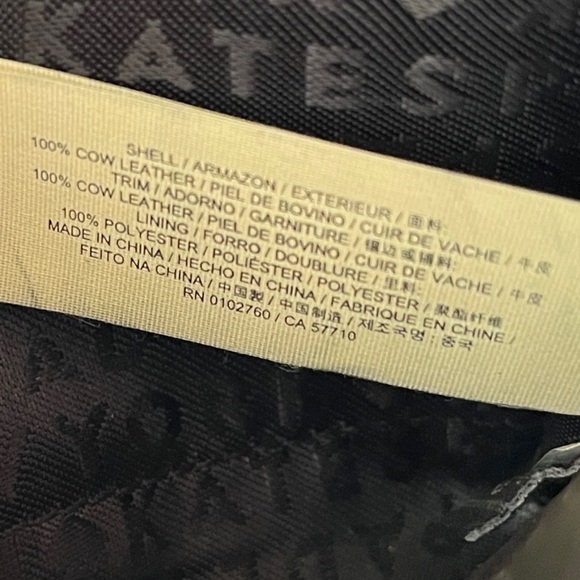 KATES
SHELL / ARMAZON / EXTERIEUR / 面料:
100% COW LEATHER / PIEL DE BOVINO / CUIR DE VACHE / 牛皮
TRIM / ADORNO / GARNITURE / 镶边或隔料:
100% COW LEATHER / PIEL DE BOVINO / CUIR DE VACHE / 牛皮
LINING / FORRO / DOUBLURE / 里料:
100% POLYESTER / POLIÉSTER / POLYESTER / 聚酯纤维
MADE IN CHINA / HECHO EN CHINA / FABRIQUE EN CHINE /
FEITO NA CHINA / 中国製 / 中国制造 / 제조국명 : 중국
RN 0102760 / CA 57710